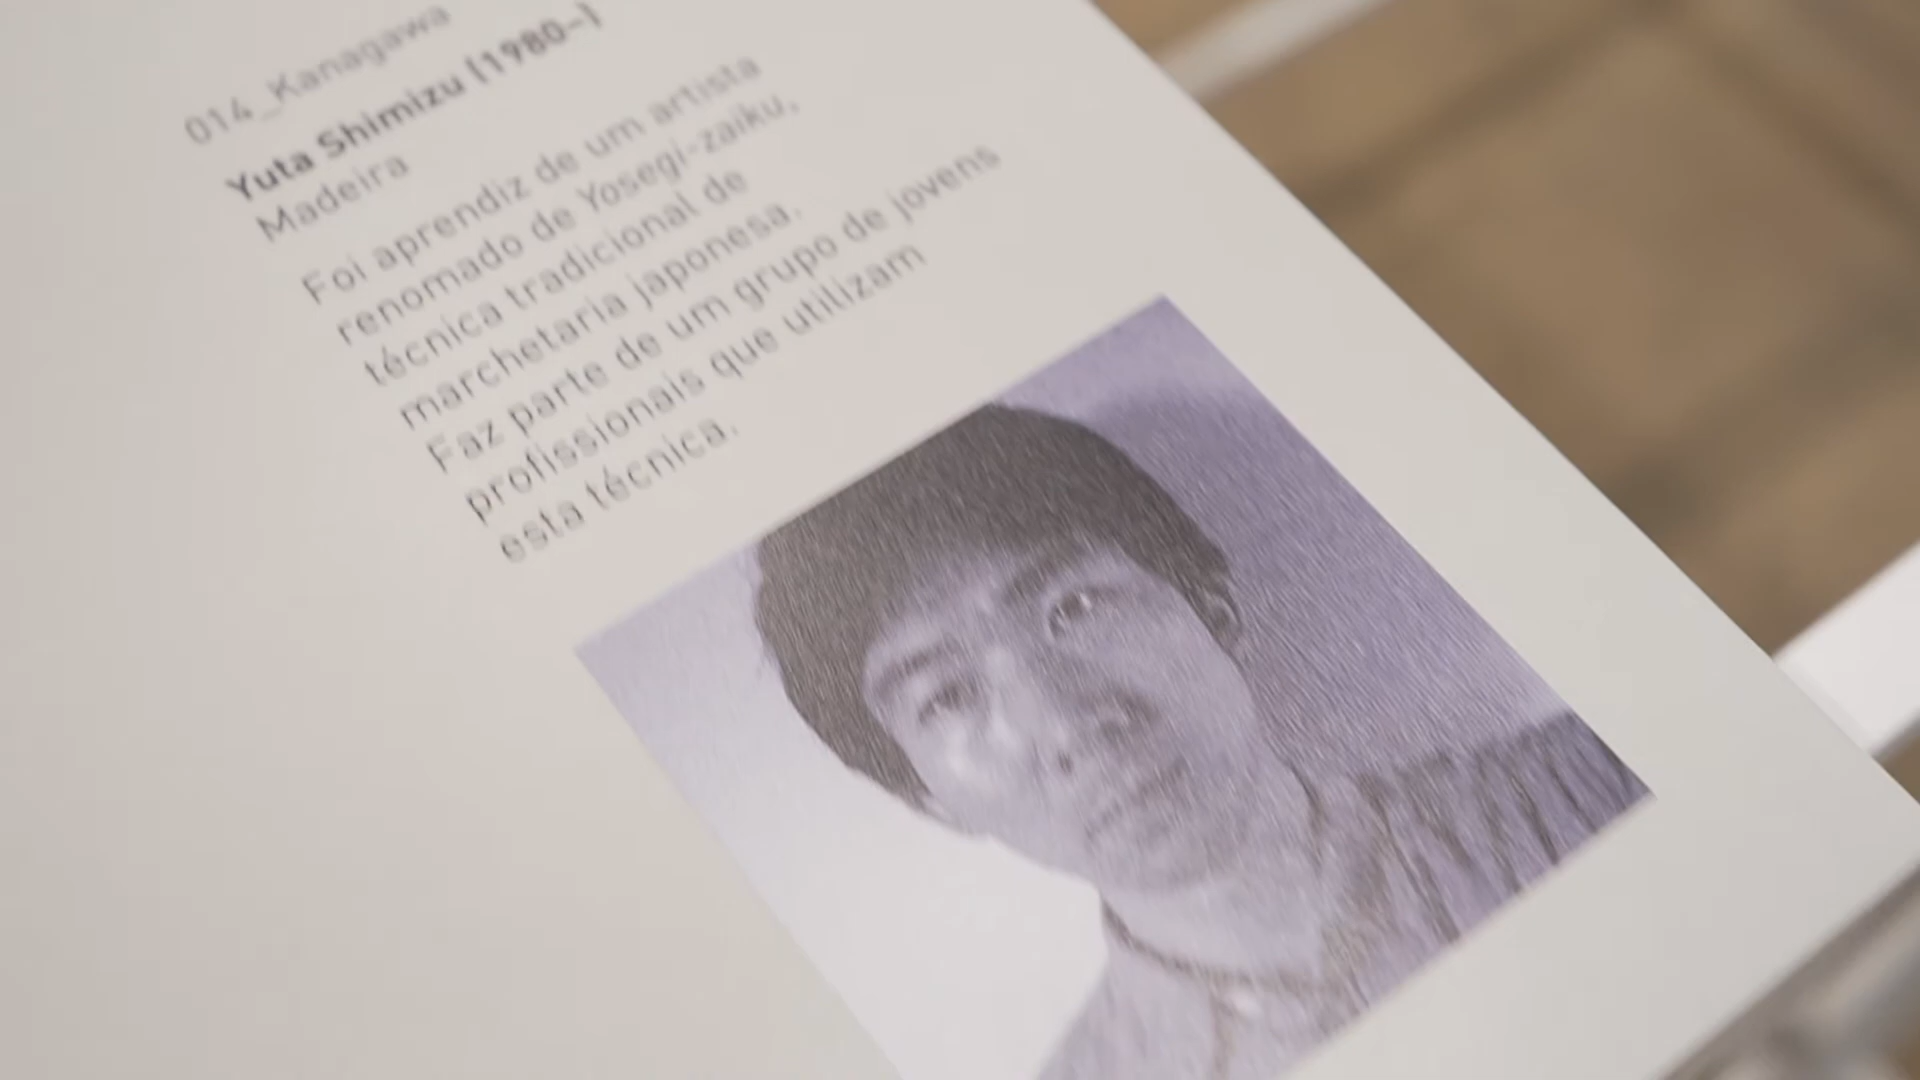 014_Kanagawa
Yuta Shimizu (1980-)
Madeira
Foi aprendiz de um artista
renomado de Yosegi-zaiku,
técnica tradicional de
marchetaria japonesa.
Faz parte de um grupo de jovens
profissionais que utilizam
esta técnica.